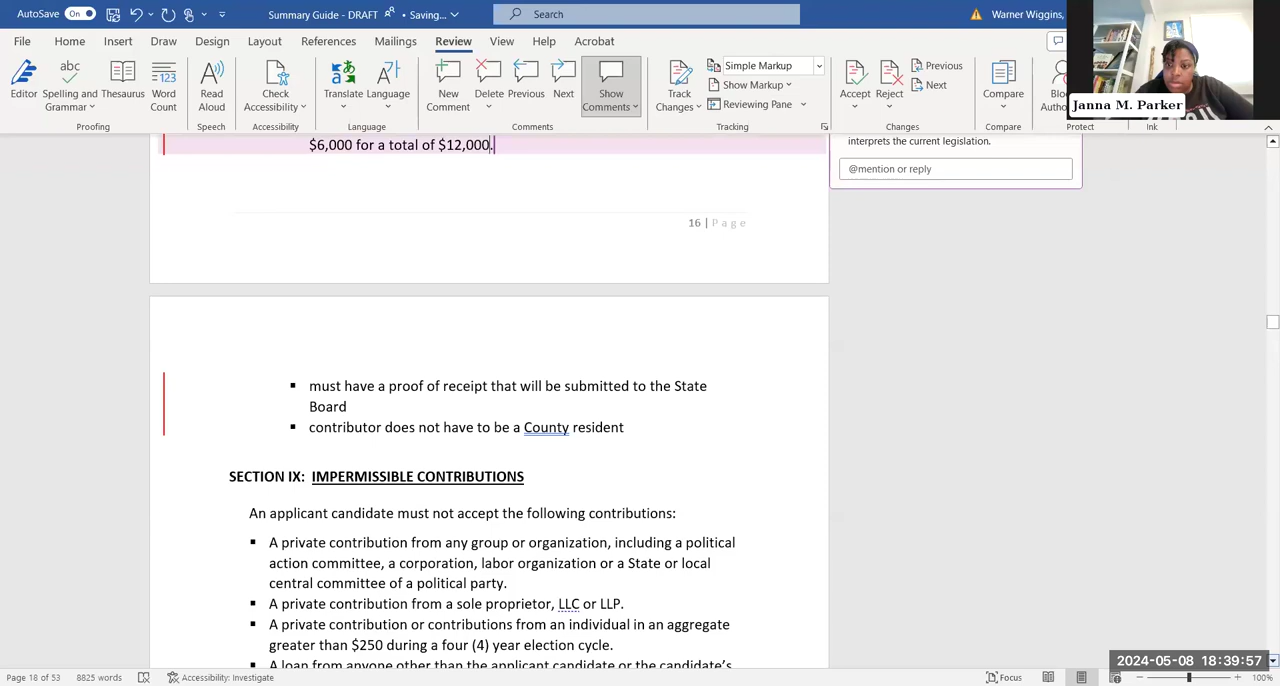 AutoSave On Summary Guide - DRAFT • Saving... Search Warner Wiggins,
File Home Insert Draw Design Layout References Mailings Review View Help Acrobat
Editor Spelling and Grammar Thesaurus Word Count Read Aloud Check Accessibility Translate Language New Comment Delete Previous Next Show Comments Track Changes Simple Markup Show Markup Reviewing Pane Accept Reject Previous Next Compare
Proofing Speech Accessibility Language Comments Tracking Changes Compare Protect Ink
Janna M. Parker
$6,000 for a total of $12,000.
interprets the current legislation.
@mention or reply
16 | Page
▪ must have a proof of receipt that will be submitted to the State
Board
▪ contributor does not have to be a County resident
SECTION IX: IMPERMISSIBLE CONTRIBUTIONS
An applicant candidate must not accept the following contributions:
▪ A private contribution from any group or organization, including a political
action committee, a corporation, labor organization or a State or local
central committee of a political party.
▪ A private contribution from a sole proprietor, LLC or LLP.
▪ A private contribution or contributions from an individual in an aggregate
greater than $250 during a four (4) year election cycle.
▪ A loan from anyone other than the applicant candidate or the candidate's
2024-05-08 18:39:57
Page 18 of 53 8825 words Accessibility: Investigate Focus 100%